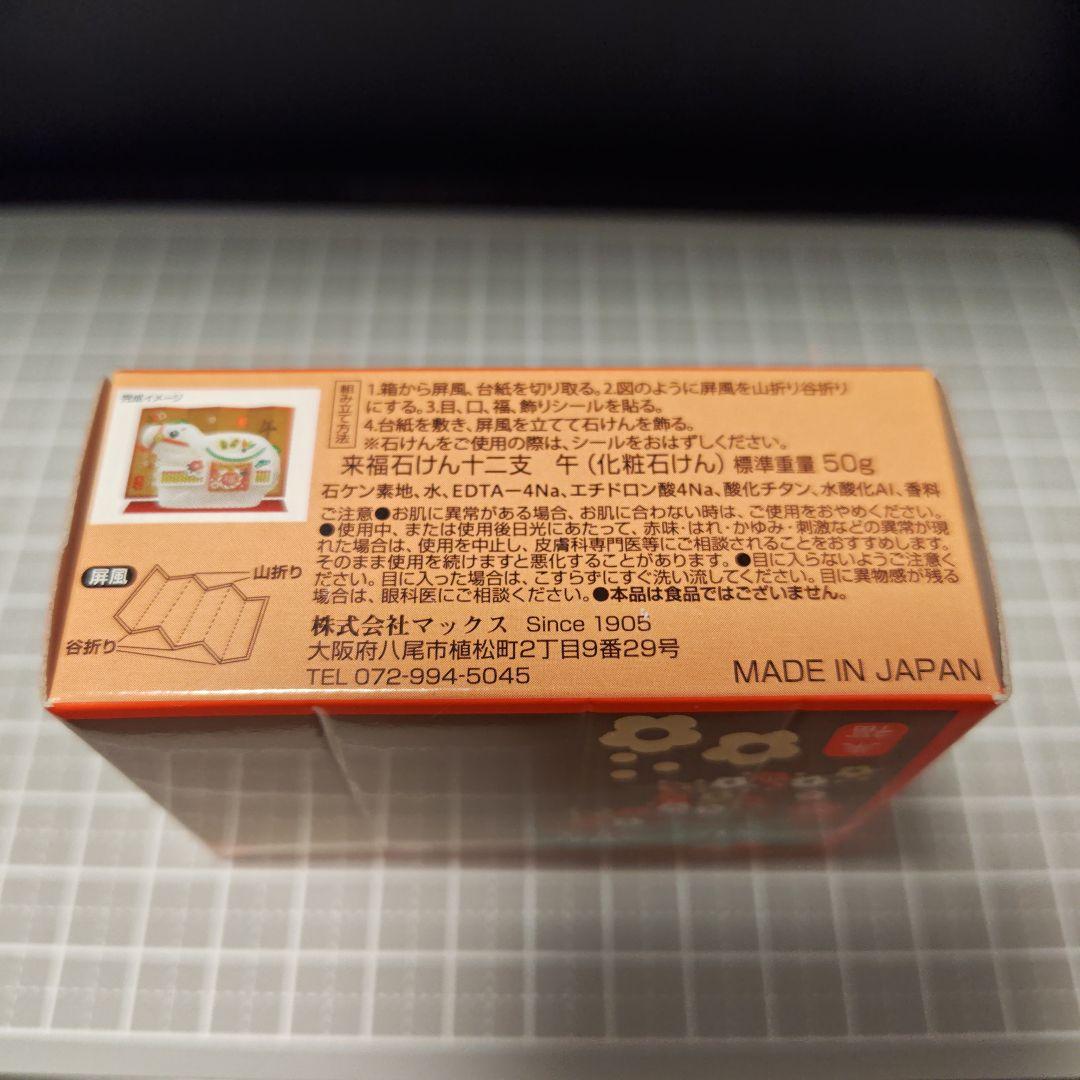 完成イメージ
午
組み立て方法
1.箱から屏風、台紙を切り取る。2.図のように屏風を山折り谷折り
にする。3.目、口、福、飾りシールを貼る。
4.台紙を敷き、屏風を立てて石けんを飾る。
※石けんをご使用の際は、シールをおはずしください。
来福石けん十二支 午(化粧石けん)標準重量50g
石ケン素地、水、EDTAー4Na、エチドロン酸4Na、酸化チタン、水酸化Al、香料
ご注意●お肌に異常がある場合、お肌に合わない時は、ご使用をおやめください。
●使用中、または使用後日光にあたって、赤味・はれ・かゆみ・刺激などの異常が現
れた場合は、使用を中止し、皮膚科専門医等にご相談されることをおすすめします。
そのまま使用を続けますと悪化することがあります。●目に入らないようご注意く
ださい。目に入った場合は、こすらずにすぐ洗い流してください。目に異物感が残る
場合は、眼科医にご相談ください。●本品は食品ではございません。
屏風
山折り
谷折り
株式会社マックス Since 1905
大阪府八尾市植松町2丁目9番29号
TEL 072-994-5045
MADE IN JAPAN
来福